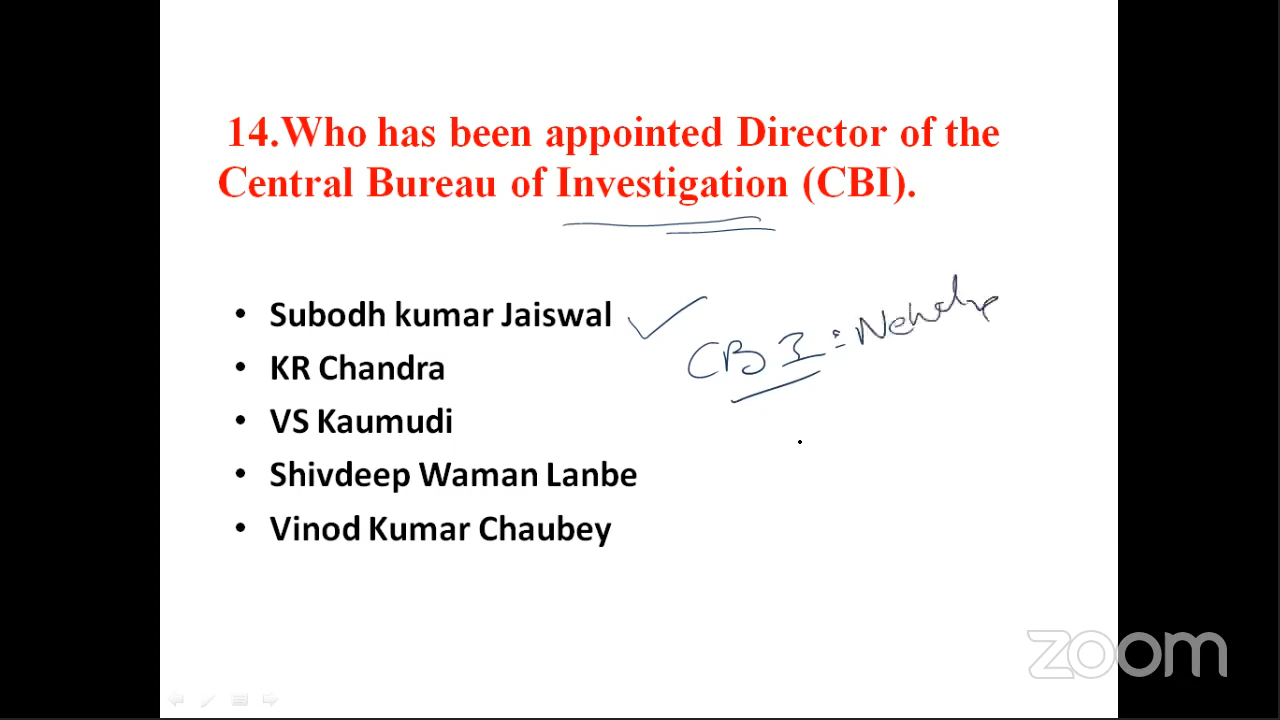 14.Who has been appointed Director of the
Central Bureau of Investigation (CBI).
• Subodh kumar Jaiswal
• KR Chandra
• VS Kaumudi
• Shivdeep Waman Lanbe
• Vinod Kumar Chaubey
CBI :
zoom